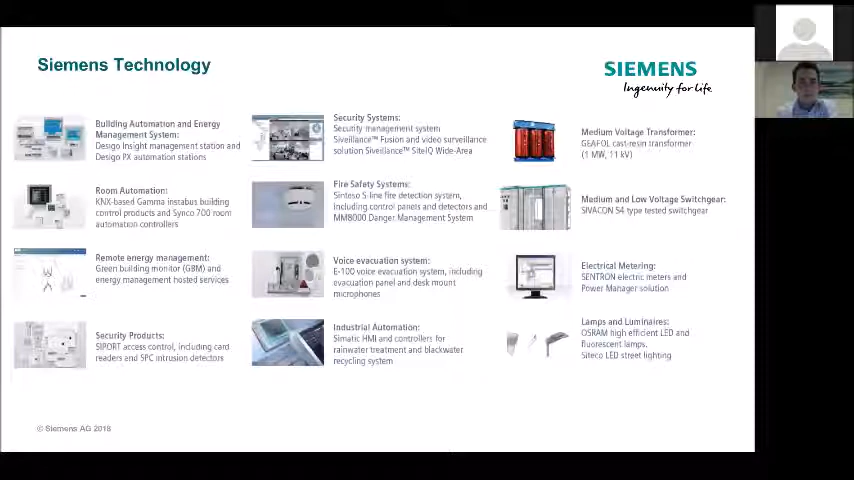 Siemens Technology
SIEMENS
Ingenuity for life
Building Automation and Energy
Management System:
Desigo Insight management station and
Desigo PX automation stations
Room Automation:
KNX-based Gamma instabus building
control products and Synco 700 room
automation controllers
Remote energy management:
Green building monitor (GBM) and
energy management hosted services
Security Products:
SIPORT access control, including card
readers and SPC intrusion detectors
Security Systems:
Security management system
Siveillance™ Fusion and video surveillance
solution Siveillance™ SiteIQ Wide-Area
Fire Safety Systems:
Sinteso S-line fire detection system,
including control panels and detectors and
MM8000 Danger Management System
Voice evacuation system:
E-100 voice evacuation system, including
evacuation panel and desk mount
microphones
Industrial Automation:
Simatic HMI and controllers for
rainwater treatment and blackwater
recycling system
Medium Voltage Transformer:
GEAFOL cast-resin transformer
(1 MW, 11 kV)
Medium and Low Voltage Switchgear:
SIVACON S4 type tested switchgear
Electrical Metering:
SENTRON electric meters and
Power Manager solution
Lamps and Luminaires:
OSRAM high efficient LED and
fluorescent lamps.
Siteco LED street lighting
© Siemens AG 2018